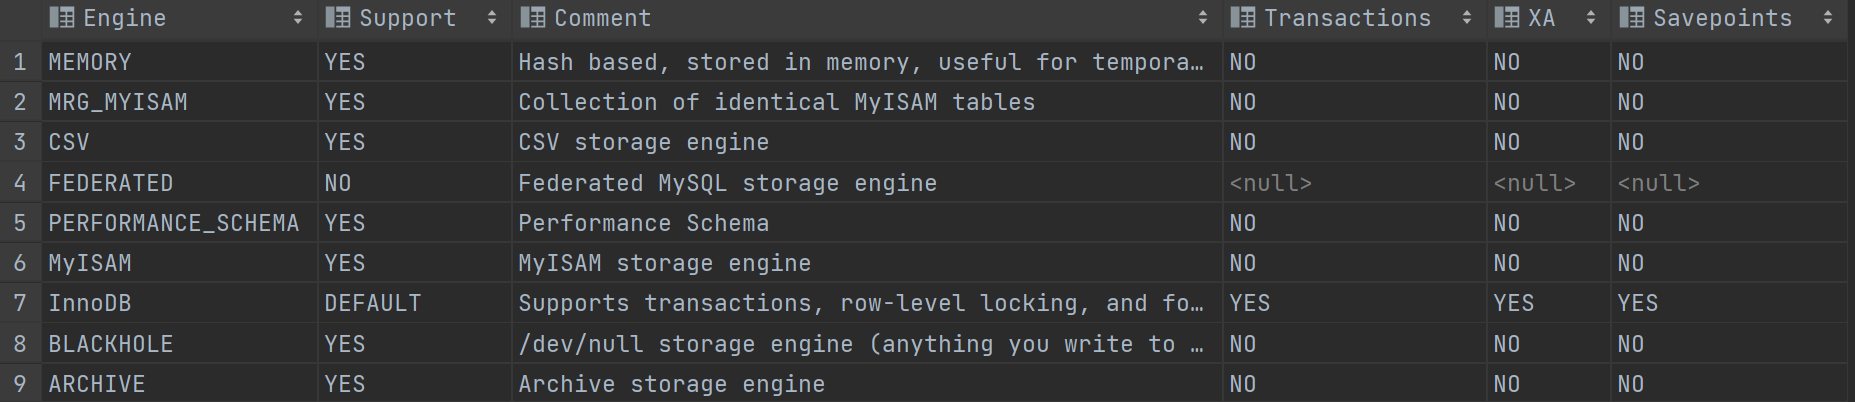 Engine Support Comment Transactions XA Savepoints
1 MEMORY YES Hash based, stored in memory, useful for tempora… NO NO NO
2 MRG_MYISAM YES Collection of identical MyISAM tables NO NO NO
3 CSV YES CSV storage engine NO NO NO
4 FEDERATED NO Federated MySQL storage engine <null> <null> <null>
5 PERFORMANCE_SCHEMA YES Performance Schema NO NO NO
6 MyISAM YES MyISAM storage engine NO NO NO
7 InnoDB DEFAULT Supports transactions, row-level locking, and fo… YES YES YES
8 BLACKHOLE YES /dev/null storage engine (anything you write to … NO NO NO
9 ARCHIVE YES Archive storage engine NO NO NO